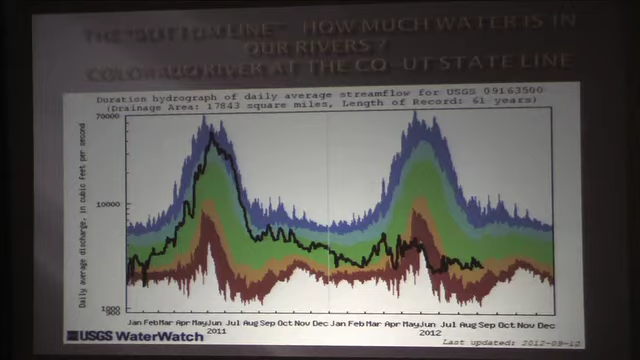 THE "BOTTOM LINE" HOW MUCH WATER IS IN
OUR RIVERS ?
COLORADO RIVER AT THE CO-UT STATE LINE
Duration hydrograph of daily average streamflow for USGS 09163500
(Drainage Area: 17843 square miles, Length of Record: 61 years)
Daily average discharge, in cubic feet per second
70000
10000
1000
900
Jan Feb Mar Apr May Jun Jul Aug Sep Oct Nov Dec Jan Feb Mar Apr May Jun Jul Aug Sep Oct Nov Dec
2011 2012
USGS WaterWatch
Last updated: 2012-09-12